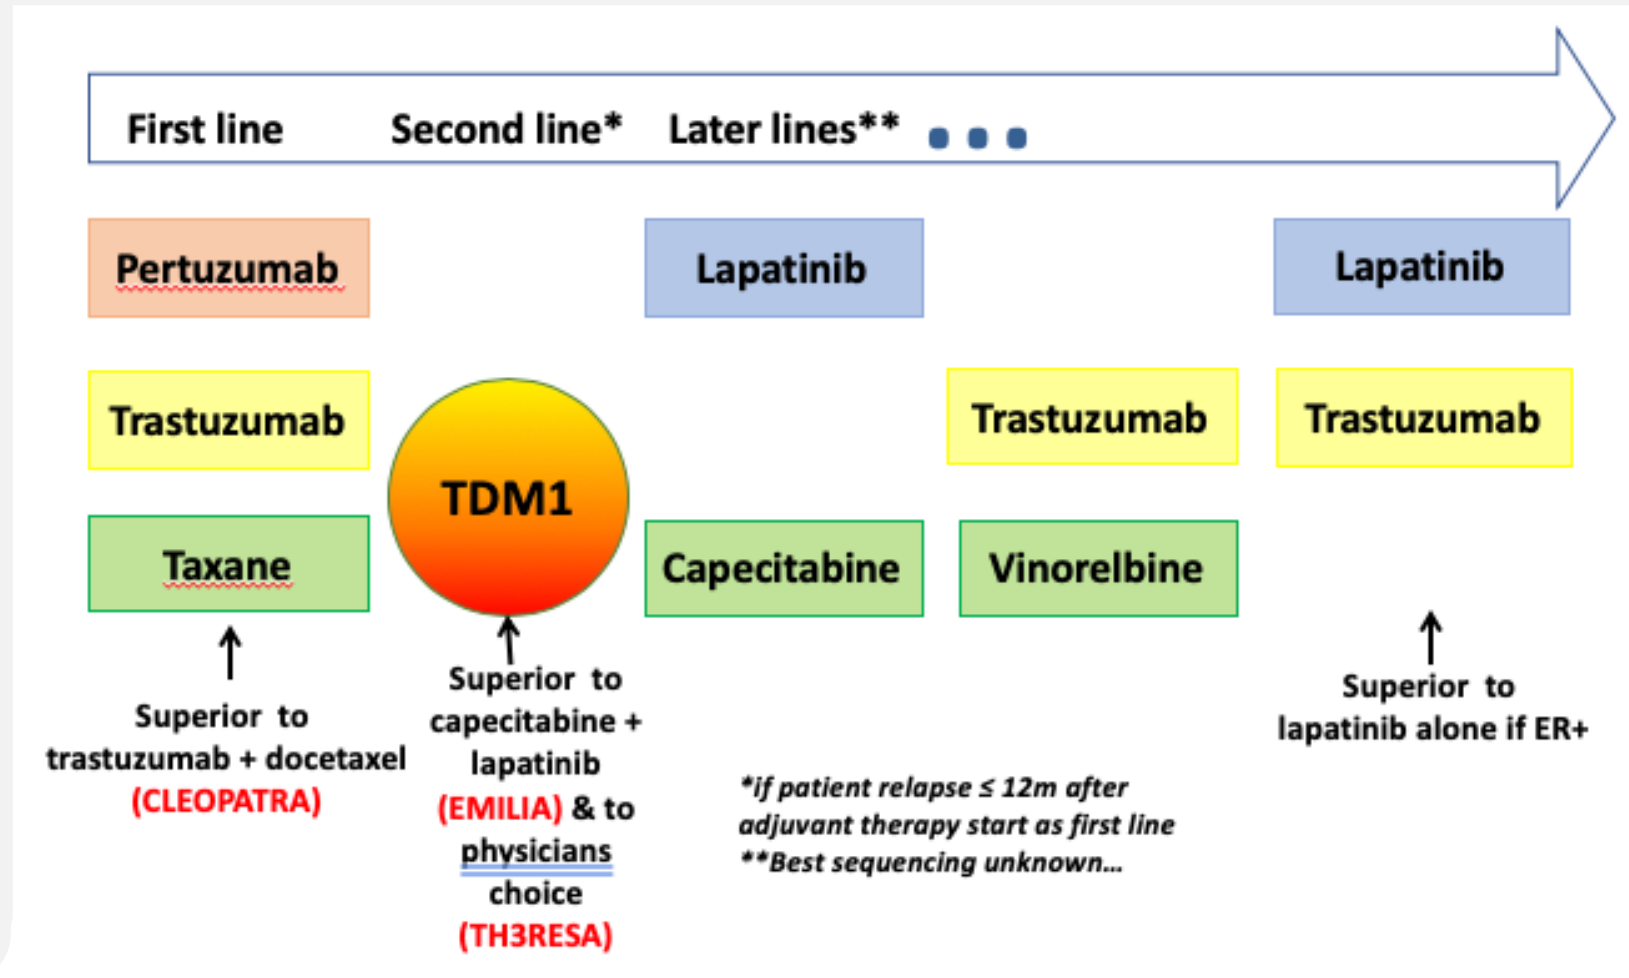 First line
Second line*
Later lines**
...
Pertuzumab
Lapatinib
Lapatinib
Trastuzumab
TDM1
Trastuzumab
Trastuzumab
Taxane
Capecitabine
Vinorelbine
Superior to
trastuzumab + docetaxel
(CLEOPATRA)
Superior to
capecitabine +
lapatinib
(EMILIA) & to
physicians
choice
(TH3RESA)
Superior to
lapatinib alone if ER+
*if patient relapse ≤ 12m after
adjuvant therapy start as first line
**Best sequencing unknown...